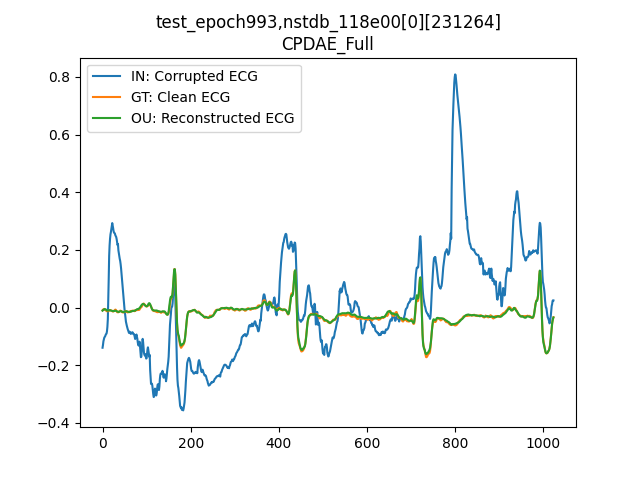 test_epoch993,nstdb_118e00[0][231264]
CPDAE_Full
IN: Corrupted ECG
GT: Clean ECG
OU: Reconstructed ECG
0.8
0.6
0.4
0.2
0.0
−0.2
−0.4
0 200 400 600 800 1000